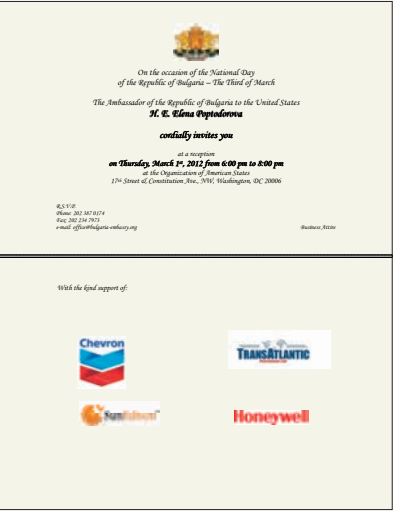 On the occasion of the National Day
of the Republic of Bulgaria – The Third of March
The Ambassador of the Republic of Bulgaria to the United States
H. E. Elena Poptodorova
cordially invites you
at a reception
on Thursday, March 1st, 2012 from 6:00 pm to 8:00 pm
at the Organization of American States
17th Street & Constitution Ave., NW, Washington, DC 20006
R.S.V.P.
Phone: 202 387 0174
Fax: 202 234 7973
e-mail: office@bulgaria-embassy.org
Business Attire
With the kind support of:
Chevron
TRANSATLANTIC
SunEdison
Honeywell